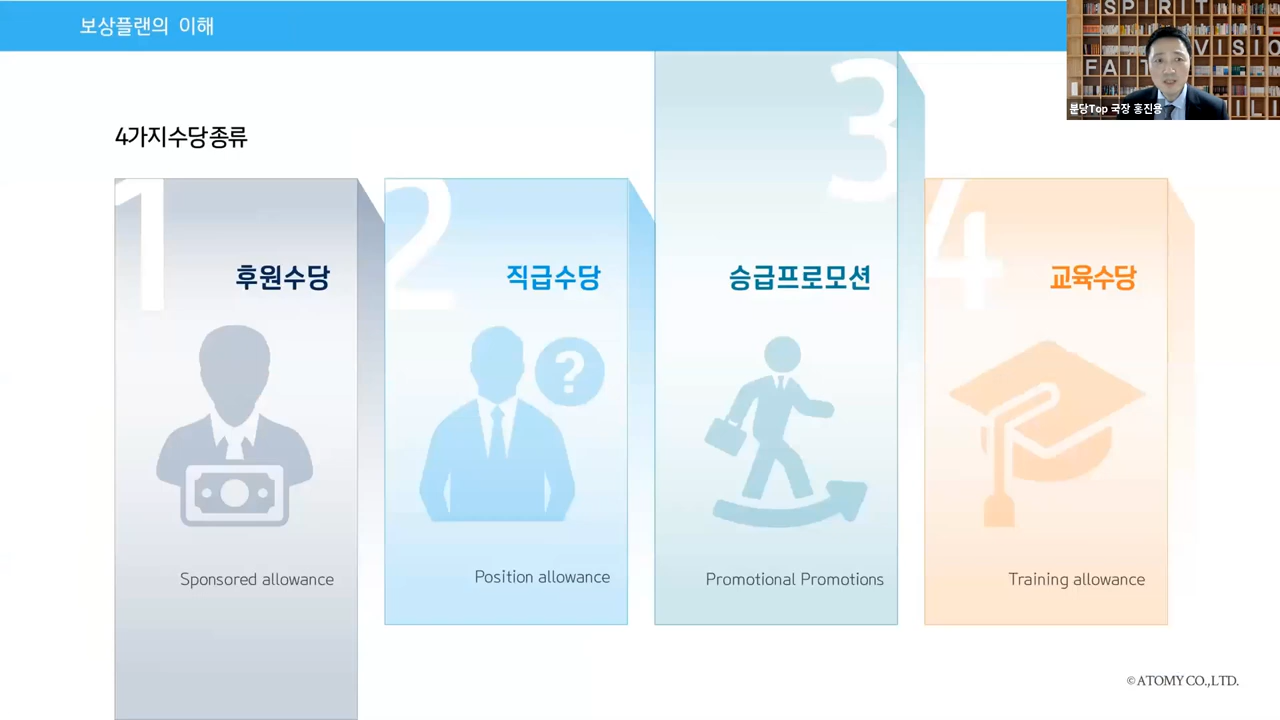 보상플랜의 이해
SPIRIT
VISIO
FAIT
분당Top 국장 홍진용
4가지수당종류
1
후원수당
Sponsored allowance
2
직급수당
?
Position allowance
3
승급프로모션
Promotional Promotions
4
교육수당
Training allowance
© ATOMY CO.,LTD.